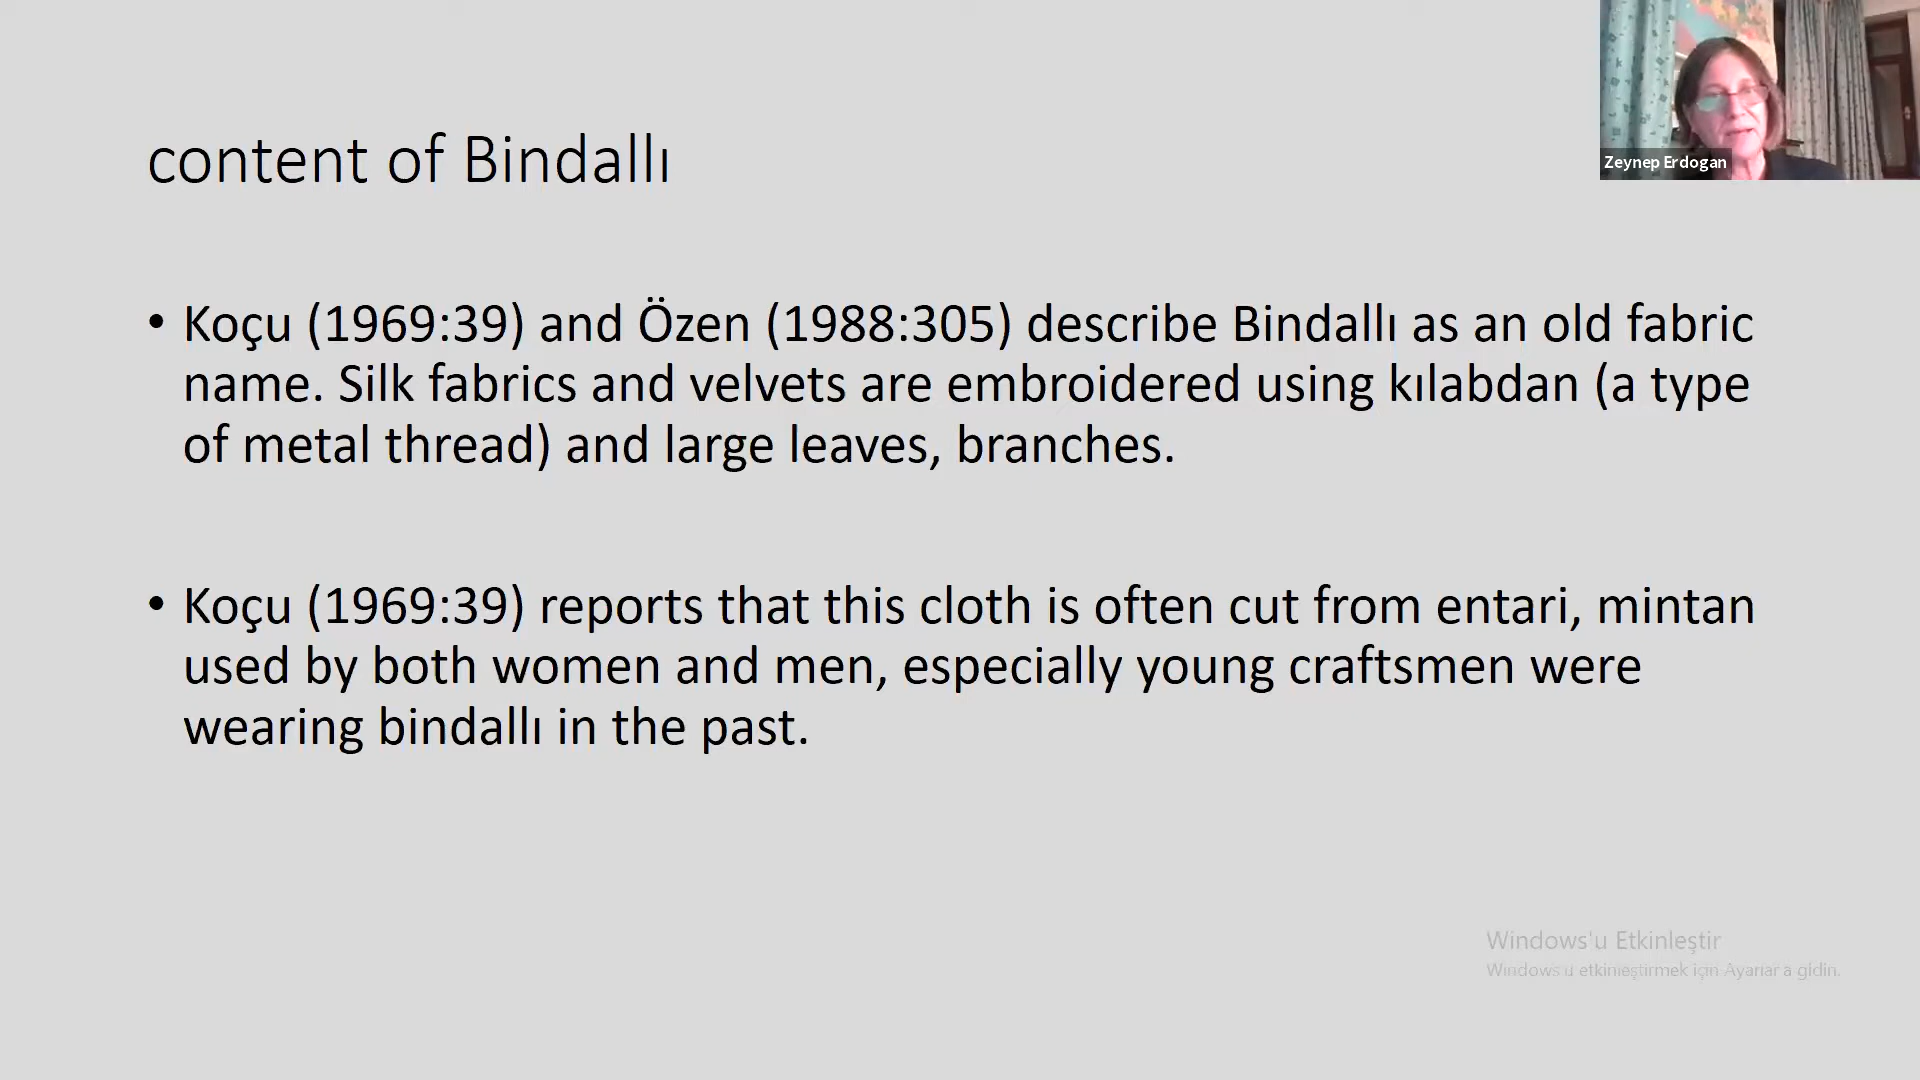 content of Bindallı
Zeynep Erdogan
• Koçu (1969:39) and Özen (1988:305) describe Bindallı as an old fabric
name. Silk fabrics and velvets are embroidered using kılabdan (a type
of metal thread) and large leaves, branches.
• Koçu (1969:39) reports that this cloth is often cut from entari, mintan
used by both women and men, especially young craftsmen were
wearing bindallı in the past.
Windows'u Etkinleştir
Windows'u etkinleştirmek için Ayarlar'a gidin.